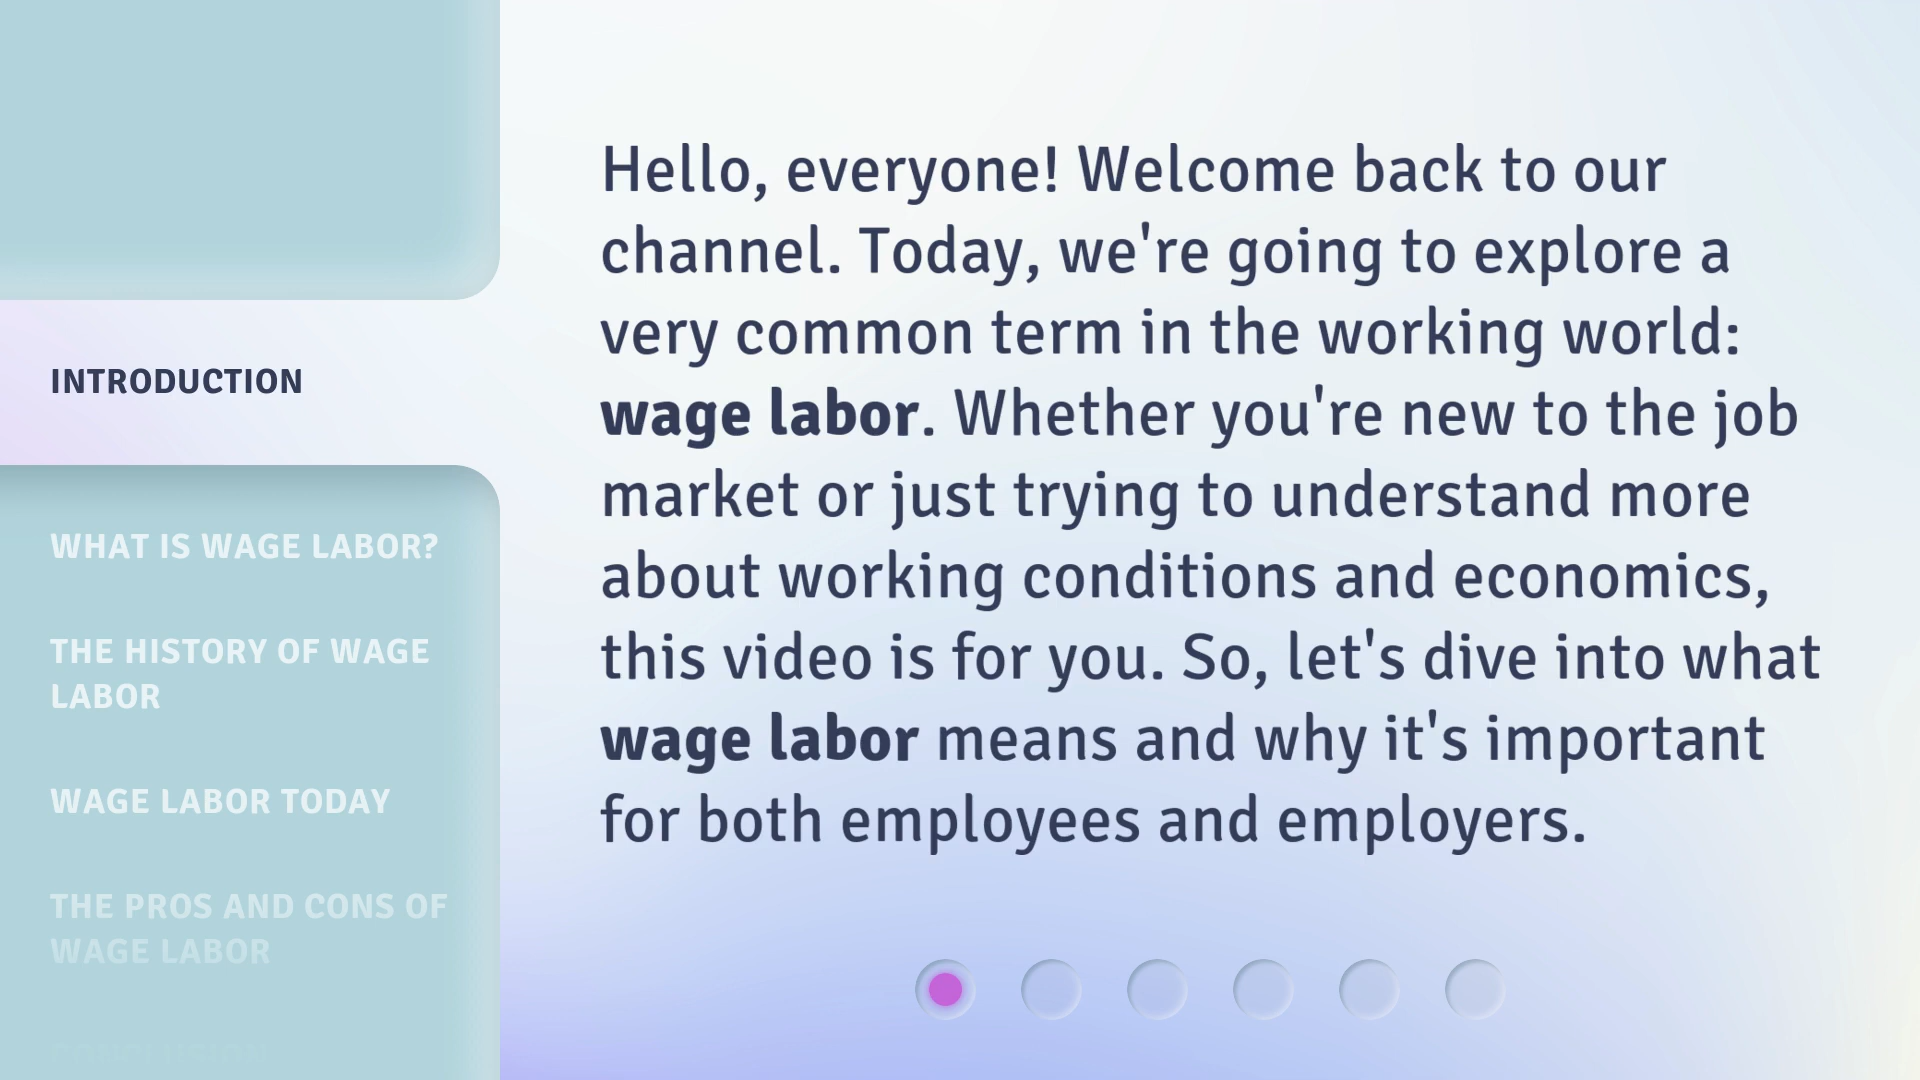 INTRODUCTION
WHAT IS WAGE LABOR?
THE HISTORY OF WAGE
LABOR
WAGE LABOR TODAY
THE PROS AND CONS OF
WAGE LABOR
CONCLUSION
Hello, everyone! Welcome back to our
channel. Today, we're going to explore a
very common term in the working world:
wage labor. Whether you're new to the job
market or just trying to understand more
about working conditions and economics,
this video is for you. So, let's dive into what
wage labor means and why it's important
for both employees and employers.